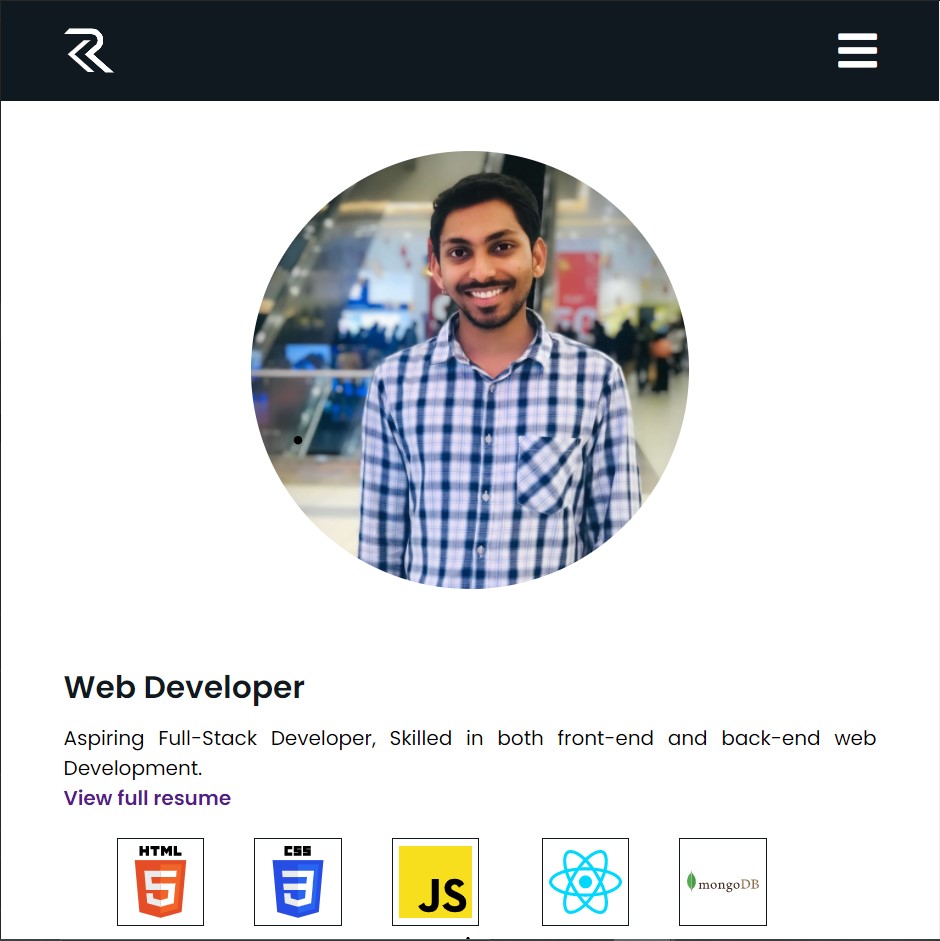 Web Developer
Aspiring Full-Stack Developer, Skilled in both front-end and back-end web
Development.
View full resume
HTML
5
CSS
3
JS
mongoDB